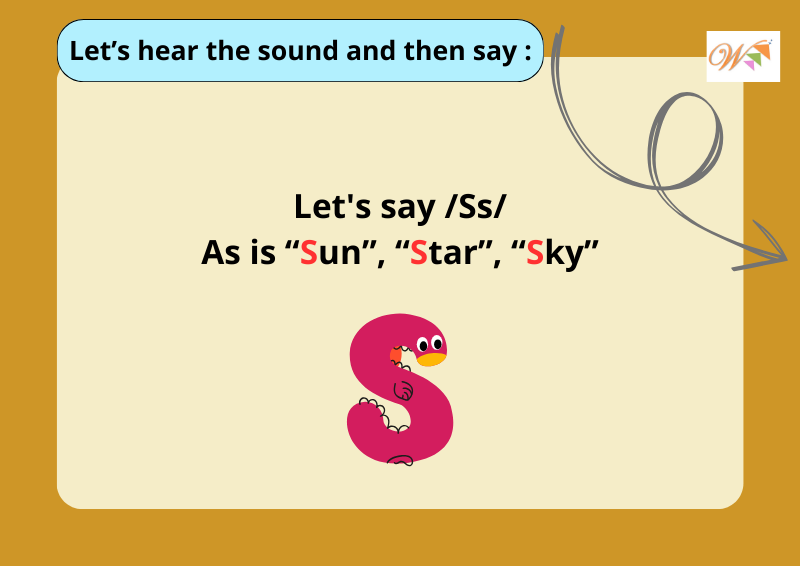 Let’s hear the sound and then say :
W
Let's say /Ss/
As is “Sun”, “Star”, “Sky”
S